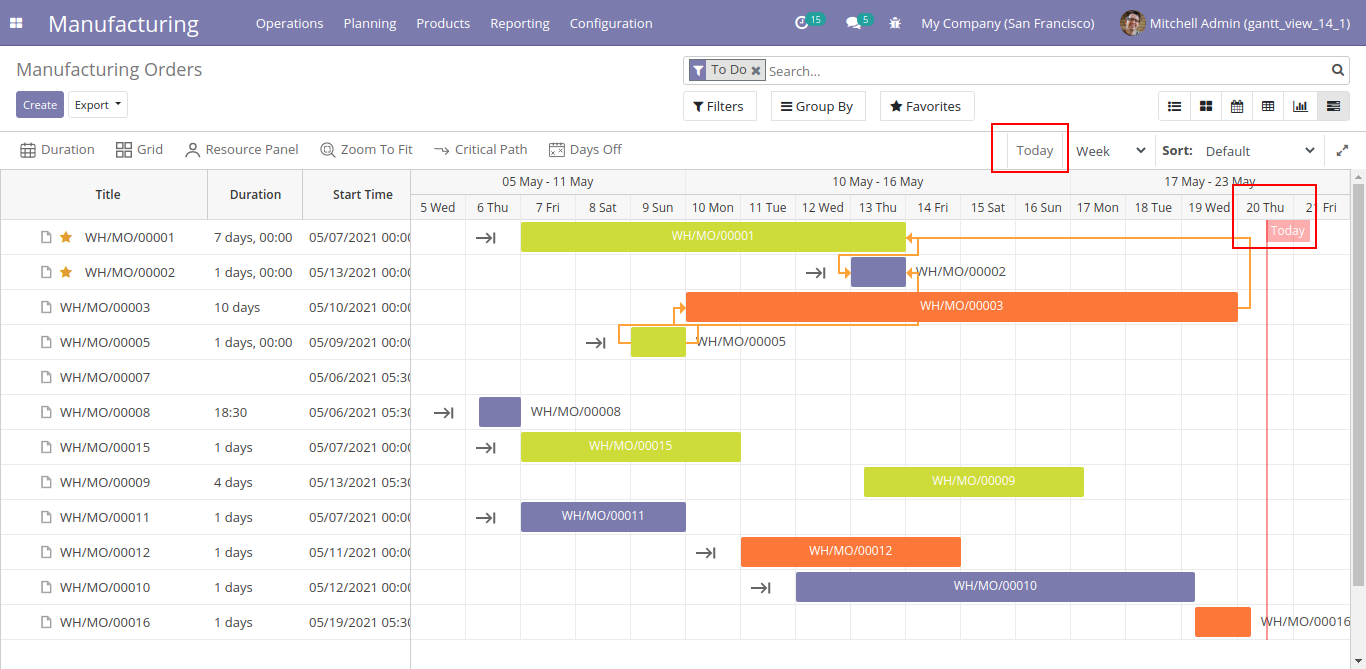 Manufacturing Operations Planning Products Reporting Configuration 15 5 My Company (San Francisco) Mitchell Admin (gantt_view_14_1)
Manufacturing Orders To Do Search...
Create Export Filters Group By Favorites
Duration Grid Resource Panel Zoom To Fit Critical Path Days Off Today Week Sort: Default
Title Duration Start Time 05 May - 11 May 10 May - 16 May 17 May - 23 May
5 Wed 6 Thu 7 Fri 8 Sat 9 Sun 10 Mon 11 Tue 12 Wed 13 Thu 14 Fri 15 Sat 16 Sun 17 Mon 18 Tue 19 Wed 20 Thu 21 Fri
WH/MO/00001 7 days, 00:00 05/07/2021 00:00 WH/MO/00001 Today
WH/MO/00002 1 days, 00:00 05/13/2021 00:00 WH/MO/00002
WH/MO/00003 10 days 05/10/2021 00:00 WH/MO/00003
WH/MO/00005 1 days, 00:00 05/09/2021 00:00 WH/MO/00005
WH/MO/00007 05/06/2021 05:30
WH/MO/00008 18:30 05/06/2021 05:30 WH/MO/00008
WH/MO/00015 1 days 05/07/2021 00:00 WH/MO/00015
WH/MO/00009 4 days 05/13/2021 05:30 WH/MO/00009
WH/MO/00011 1 days 05/07/2021 00:00 WH/MO/00011
WH/MO/00012 1 days 05/11/2021 00:00 WH/MO/00012
WH/MO/00010 1 days 05/12/2021 00:00 WH/MO/00010
WH/MO/00016 1 days 05/19/2021 05:30 WH/MO/00016